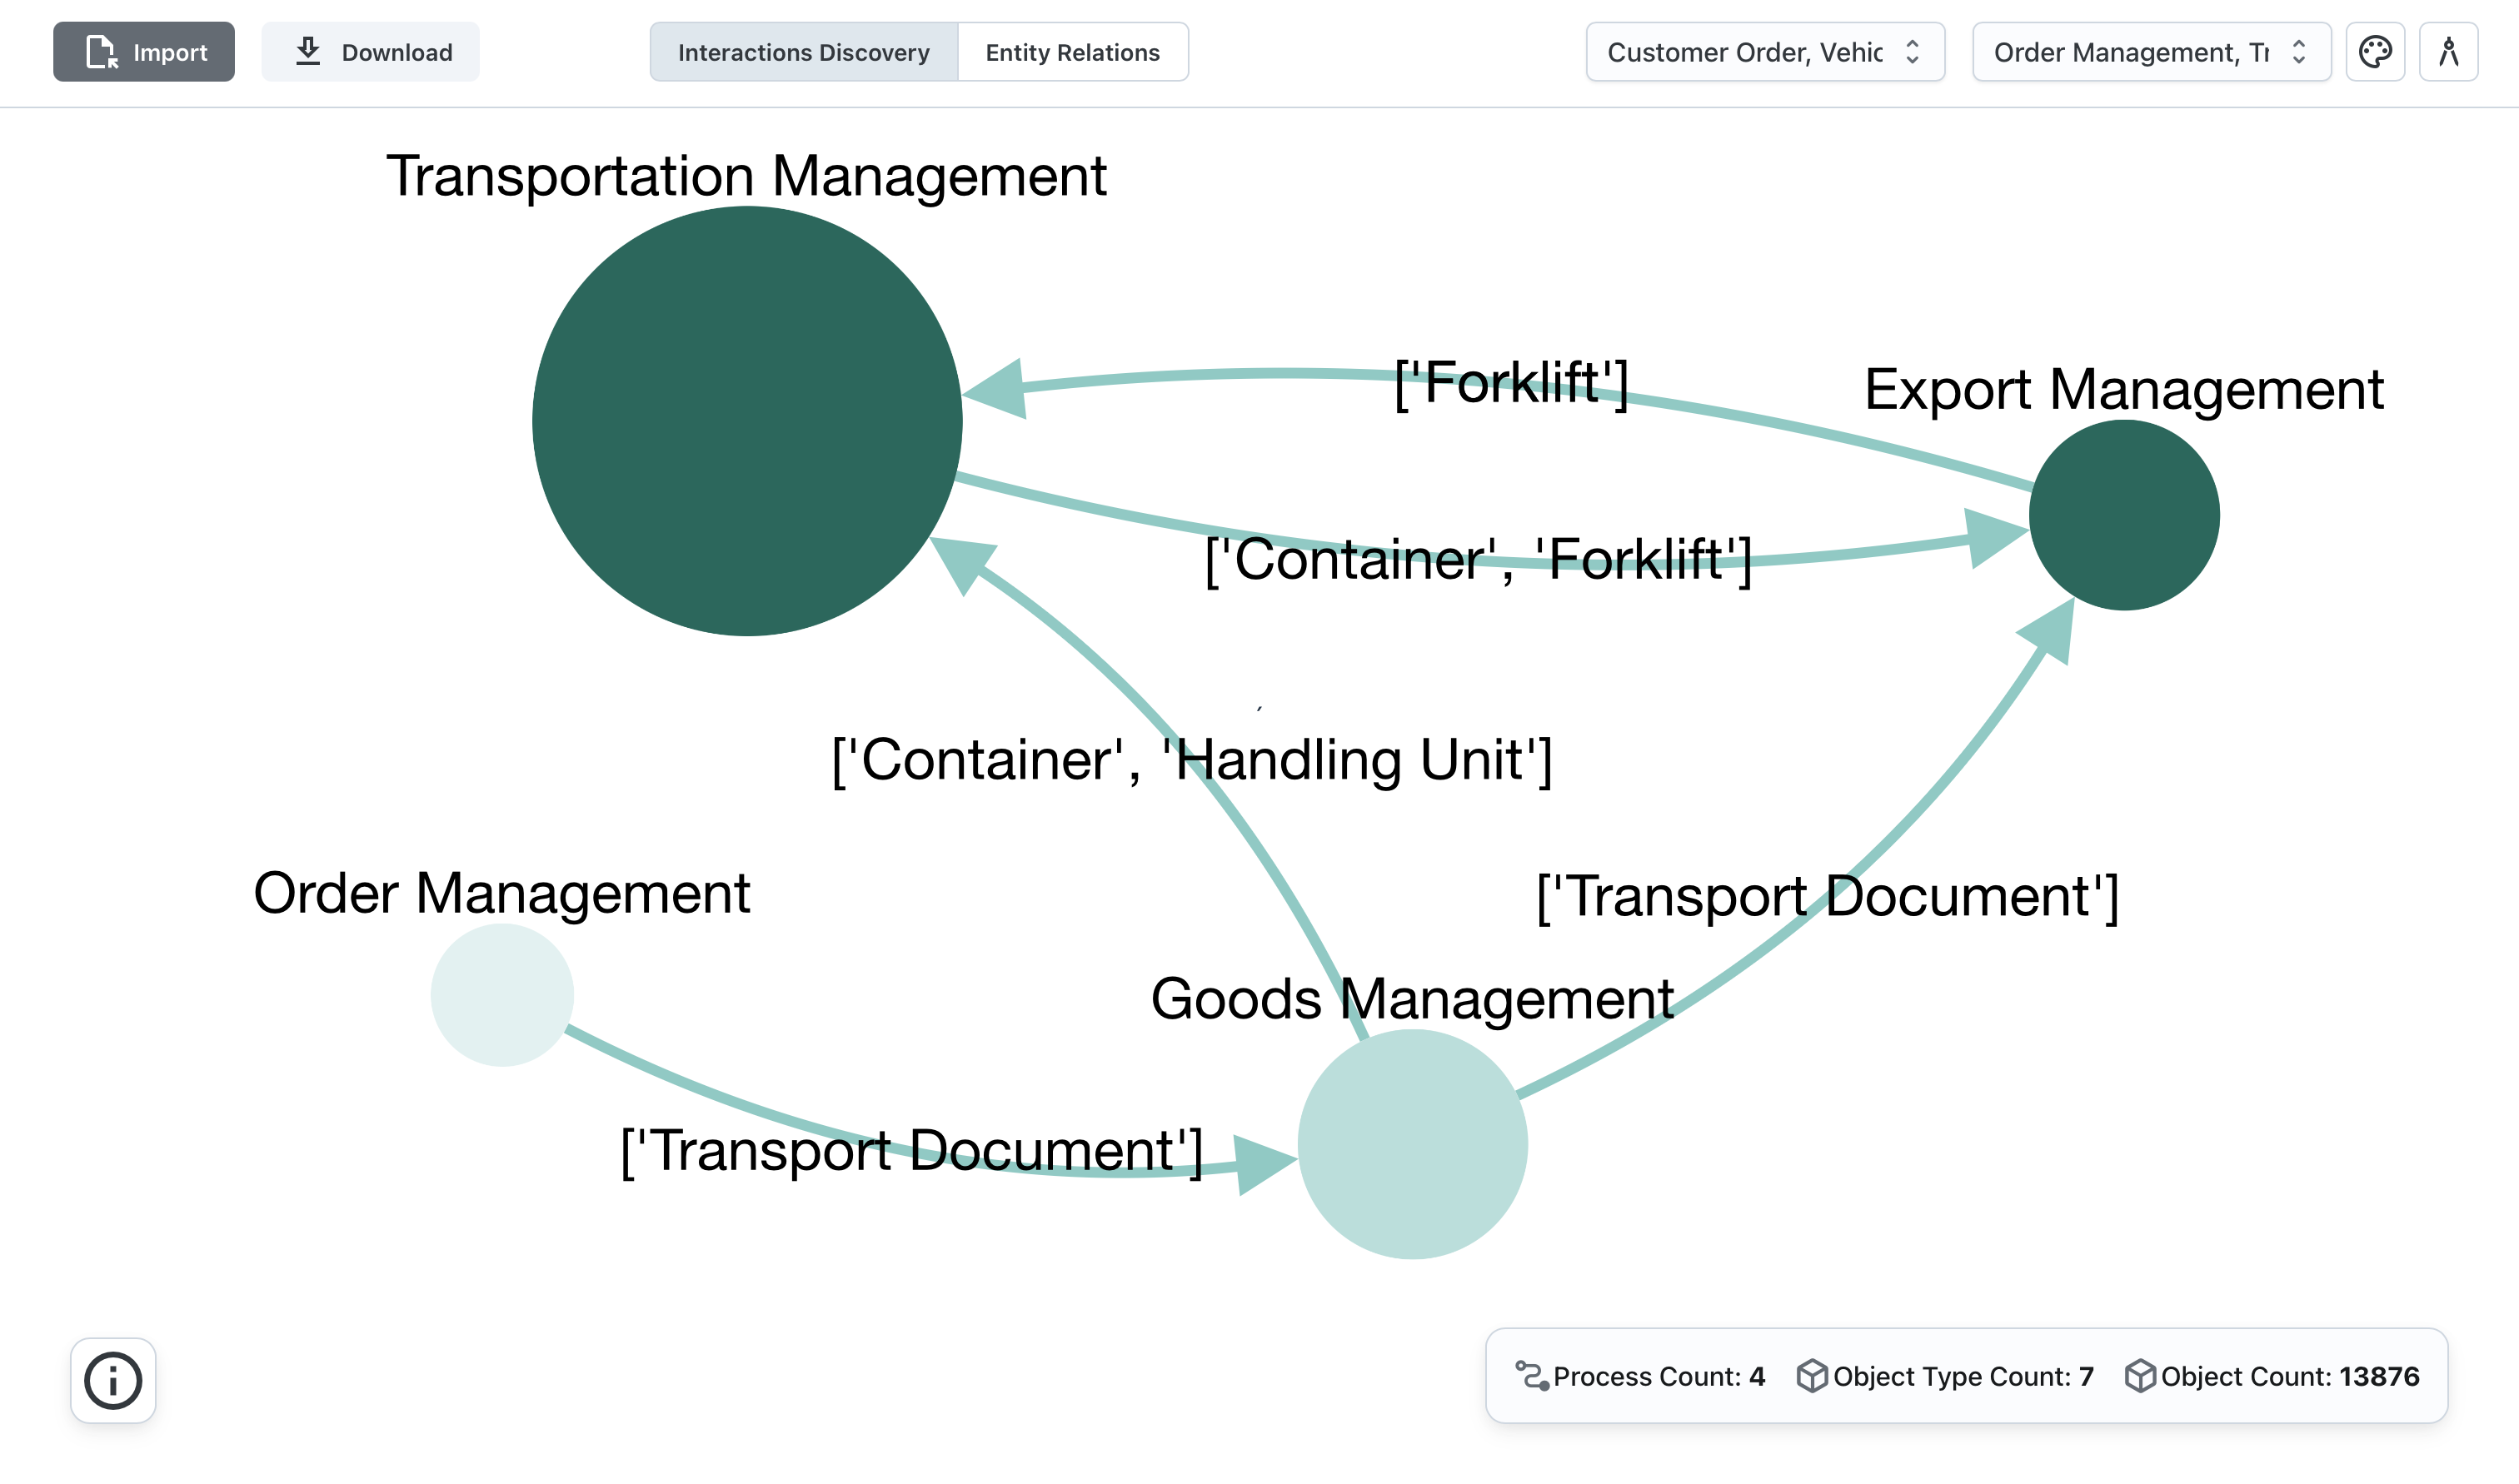 Import
Download
Interactions Discovery
Entity Relations
Customer Order, Vehic
Order Management, Tr
Transportation Management
['Forklift']
Export Management
['Container', 'Forklift']
['Container', 'Handling Unit']
Order Management
['Transport Document']
Goods Management
['Transport Document']
Process Count: 4
Object Type Count: 7
Object Count: 13876